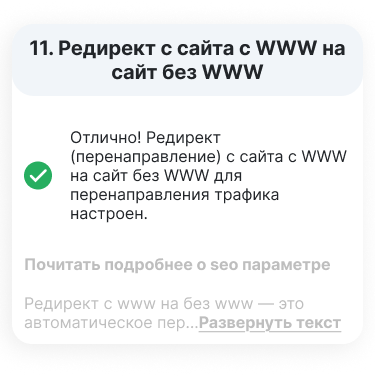 11. Редирект с сайта с WWW на
сайт без WWW
Отлично! Редирект
(перенаправление) с сайта с WWW
на сайт без WWW для
перенаправления трафика
настроен.
Почитать подробнее о seo параметре
Редирект с www на без www — это
автоматическое пер...Развернуть текст